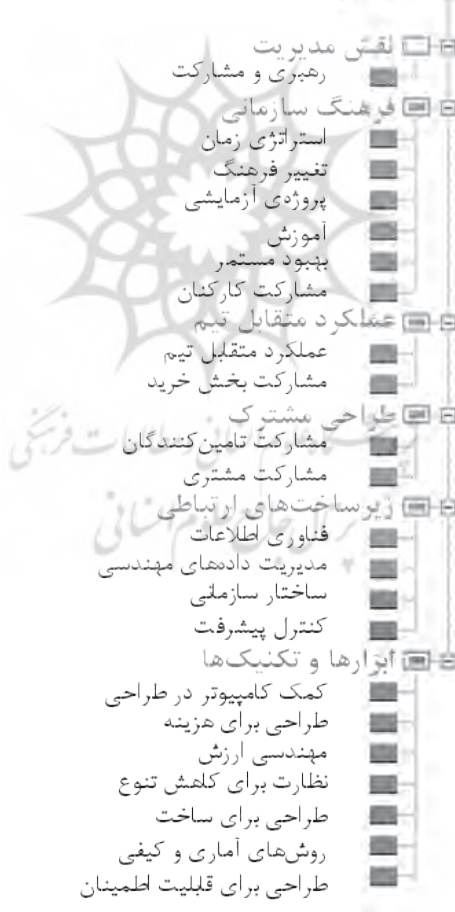 نقش مدیریت
رهبری و مشارکت
فرهنگ سازمانی
استراتژی زمان
تغییر فرهنگ
پروژه‌ی آزمایشی
آموزش
بهبود مستمر
مشارکت کارکنان
عملکرد متقابل تیم
عملکرد متقابل تیم
مشارکت بخش خرید
طراحی مشترک
مشارکت تامین‌کنندگان
مشارکت مشتری
زیرساخت‌های ارتباطی
فناوری اطلاعات
مدیریت داده‌های مهندسی
ساختار سازمانی
کنترل پیشرفت
ابزارها و تکنیک‌ها
کمک کامپیوتر در طراحی
طراحی برای هزینه
مهندسی ارزش
نظارت برای کاهش تنوع
طراحی برای ساخت
روش‌های آماری و کیفی
طراحی برای قابلیت اطمینان